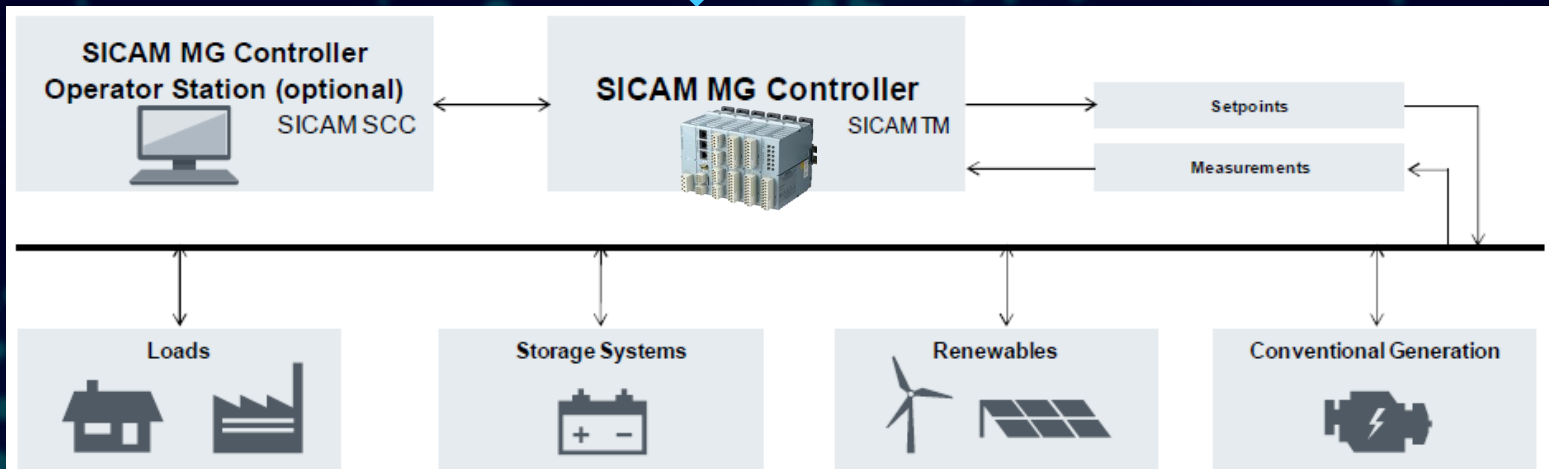 SICAM MG Controller
Operator Station (optional)
SICAM SCC
SICAM MG Controller
SICAM TM
Setpoints
Measurements
Loads
Storage Systems
Renewables
Conventional Generation